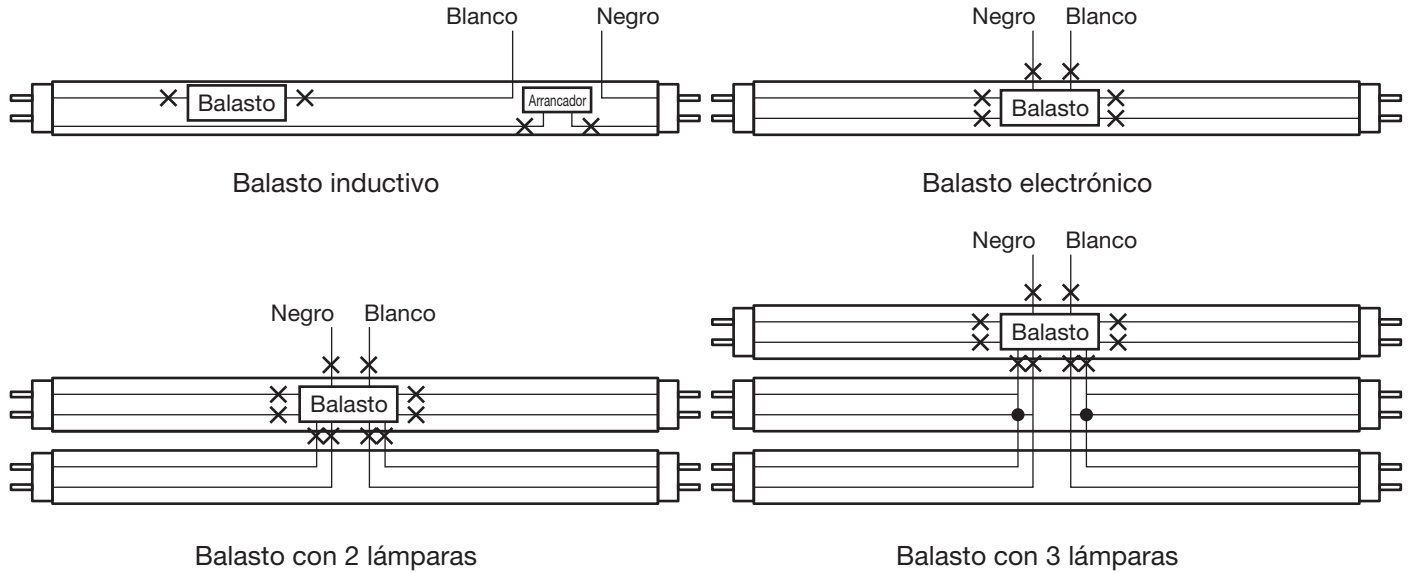 Blanco Negro
Balasto
Arrancador
Balasto inductivo
Negro Blanco
Balasto
Balasto electrónico
Negro Blanco
Balasto
Balasto con 2 lámparas
Negro Blanco
Balasto
Balasto con 3 lámparas